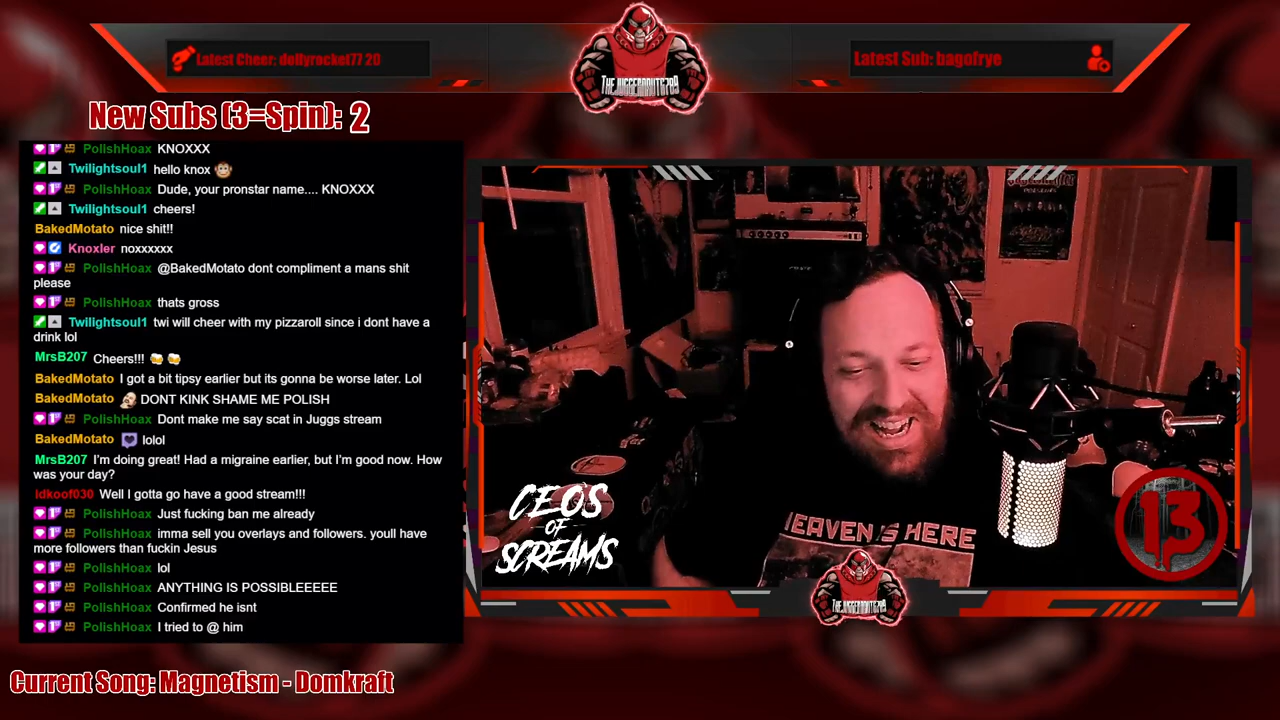 Latest Cheer: dollyrocket77 20
THEJUGGERNAUT6789
Latest Sub: bagofrye
New Subs (3=Spin): 2
PolishHoax KNOXXX
Twilightsoul1 hello knox
PolishHoax Dude, your pronstar name.... KNOXXX
Twilightsoul1 cheers!
BakedMotato nice shit!!
Knoxler noxxxxxx
PolishHoax @BakedMotato dont compliment a mans shit
please
PolishHoax thats gross
Twilightsoul1 twi will cheer with my pizzaroll since i dont have a
drink lol
MrsB207 Cheers!!!
BakedMotato I got a bit tipsy earlier but its gonna be worse later. Lol
BakedMotato DONT KINK SHAME ME POLISH
PolishHoax Dont make me say scat in Juggs stream
BakedMotato lolol
MrsB207 I'm doing great! Had a migraine earlier, but I'm good now. How
was your day?
Idkoof030 Well I gotta go have a good stream!!!
PolishHoax Just fucking ban me already
PolishHoax imma sell you overlays and followers. youll have
more followers than fuckin Jesus
PolishHoax lol
PolishHoax ANYTHING IS POSSIBLEEEEE
PolishHoax Confirmed he isnt
PolishHoax I tried to @ him
CEOS
OF
SCREAMS
HEAVEN IS HERE
13
THEJUGGERNAUT6789
Current Song: Magnetism - Domkraft